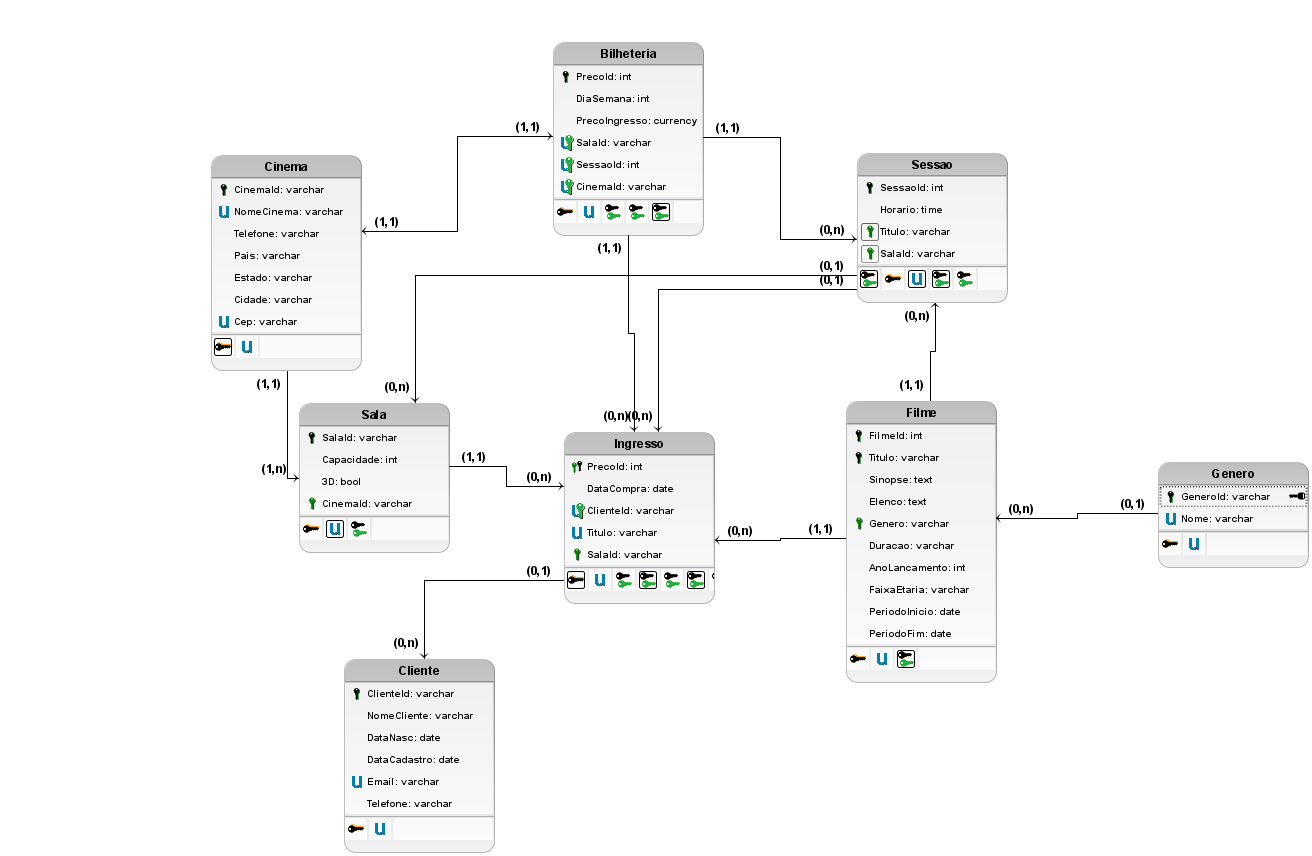 Bilheteria
PrecoId: int
DiaSemana: int
PrecoIngresso: currency
SalaId: varchar
SessaoId: int
CinemaId: varchar
(1,1)
(1,1)
(1,1)
(1,1)
Cinema
CinemaId: varchar
NomeCinema: varchar
Telefone: varchar
Pais: varchar
Estado: varchar
Cidade: varchar
Cep: varchar
(1,1)
(1,n)
Sessao
SessaoId: int
Horario: time
Titulo: varchar
SalaId: varchar
(0,n)
(0,1)
(0,1)
(0,n)
(0,n)
Sala
SalaId: varchar
Capacidade: int
3D: bool
CinemaId: varchar
(1,1)
(0,n)
(0,n)(0,n)
Ingresso
PrecoId: int
DataCompra: date
ClienteId: varchar
Titulo: varchar
SalaId: varchar
(0,n)
(1,1)
(0,1)
(1,1)
Filme
FilmeId: int
Titulo: varchar
Sinopse: text
Elenco: text
Genero: varchar
Duracao: varchar
AnoLancamento: int
FaixaEtaria: varchar
PeriodoInicio: date
PeriodoFim: date
(0,n)
(0,1)
Genero
GeneroId: varchar
Nome: varchar
(0,n)
Cliente
ClienteId: varchar
NomeCliente: varchar
DataNasc: date
DataCadastro: date
Email: varchar
Telefone: varchar